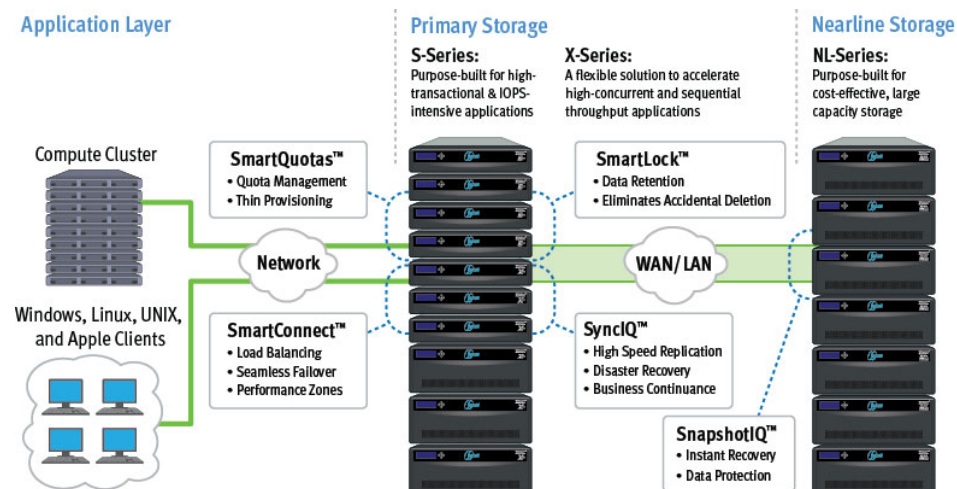 Application Layer
Primary Storage
Nearline Storage
S-Series:
Purpose-built for high-
transactional & IOPS-
intensive applications
X-Series:
A flexible solution to accelerate
high-concurrent and sequential
throughput applications
NL-Series:
Purpose-built for
cost-effective, large
capacity storage
Compute Cluster
SmartQuotas™
• Quota Management
• Thin Provisioning
SmartLock™
• Data Retention
• Eliminates Accidental Deletion
Network
WAN/LAN
Windows, Linux, UNIX,
and Apple Clients
SmartConnect™
• Load Balancing
• Seamless Failover
• Performance Zones
SyncIQ™
• High Speed Replication
• Disaster Recovery
• Business Continuance
SnapshotIQ™
• Instant Recovery
• Data Protection